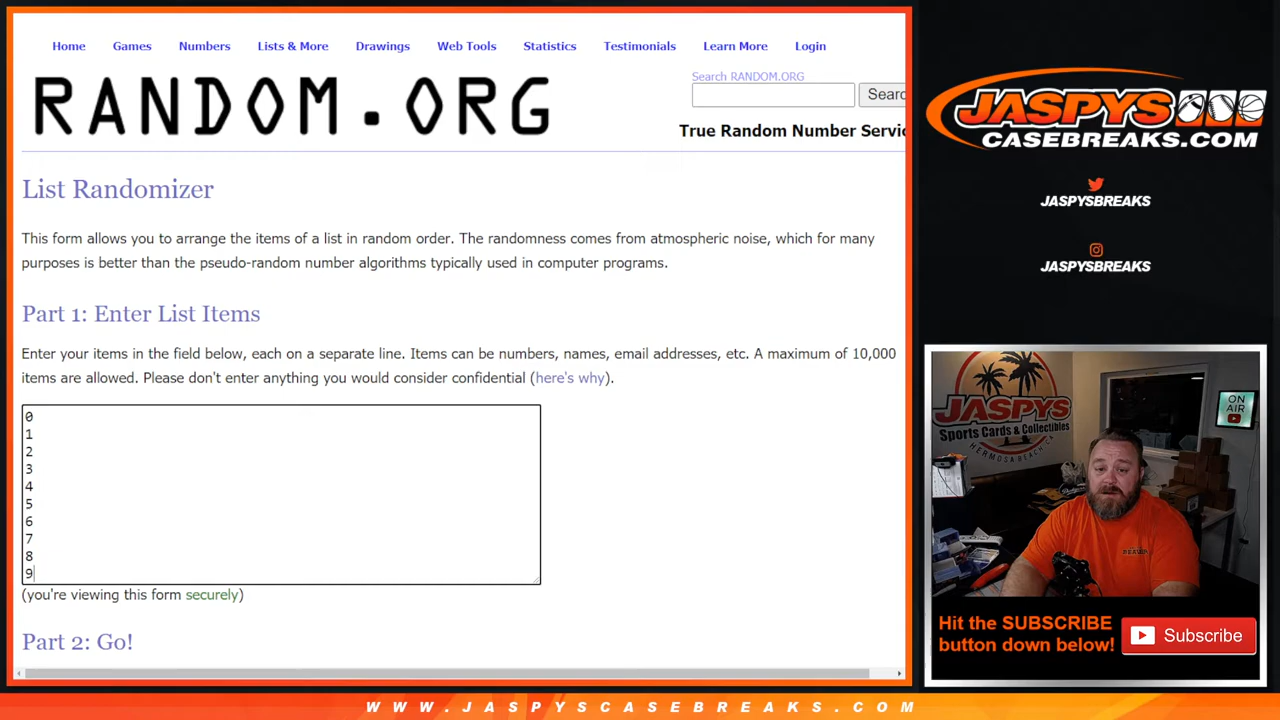 Home Games Numbers Lists & More Drawings Web Tools Statistics Testimonials Learn More Login
RANDOM.ORG
Search RANDOM.ORG
Searc
True Random Number Servic
List Randomizer
This form allows you to arrange the items of a list in random order. The randomness comes from atmospheric noise, which for many
purposes is better than the pseudo-random number algorithms typically used in computer programs.
Part 1: Enter List Items
Enter your items in the field below, each on a separate line. Items can be numbers, names, email addresses, etc. A maximum of 10,000
items are allowed. Please don't enter anything you would consider confidential (here's why).
0
1
2
3
4
5
6
7
8
9
(you're viewing this form securely)
Part 2: Go!
JASPYS
CASEBREAKS.COM
JASPYSBREAKS
JASPYSBREAKS
JASPYS
Sports Cards & Collectibles
HERMOSA BEACH CA
ON
AIR
Hit the SUBSCRIBE
button down below!
Subscribe
WWW.JASPYSCASEBREAKS.COM